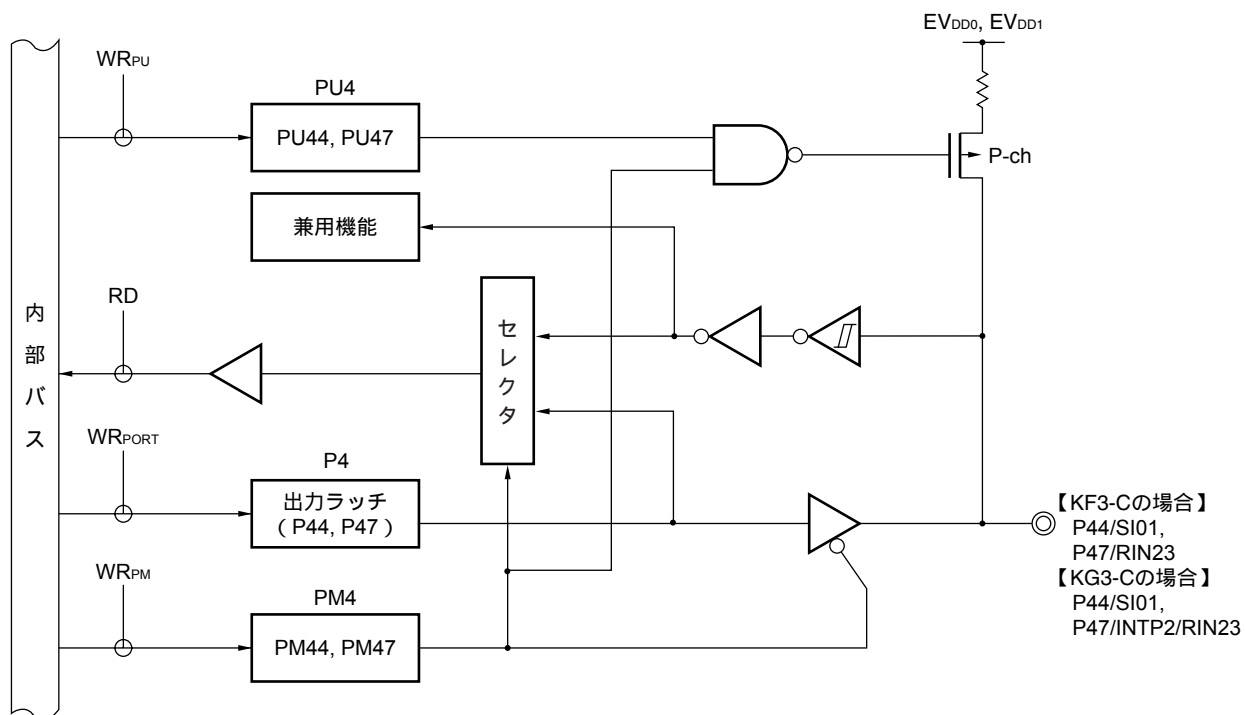 EVDD0, EVDD1
WRPU
PU4
PU44, PU47
P-ch
兼用機能
RD
内部バス
セレクタ
WRPORT
P4
出力ラッチ
（P44, P47）
【KF3-Cの場合】
P44/SI01,
P47/RIN23
【KG3-Cの場合】
P44/SI01,
P47/INTP2/RIN23
WRPM
PM4
PM44, PM47